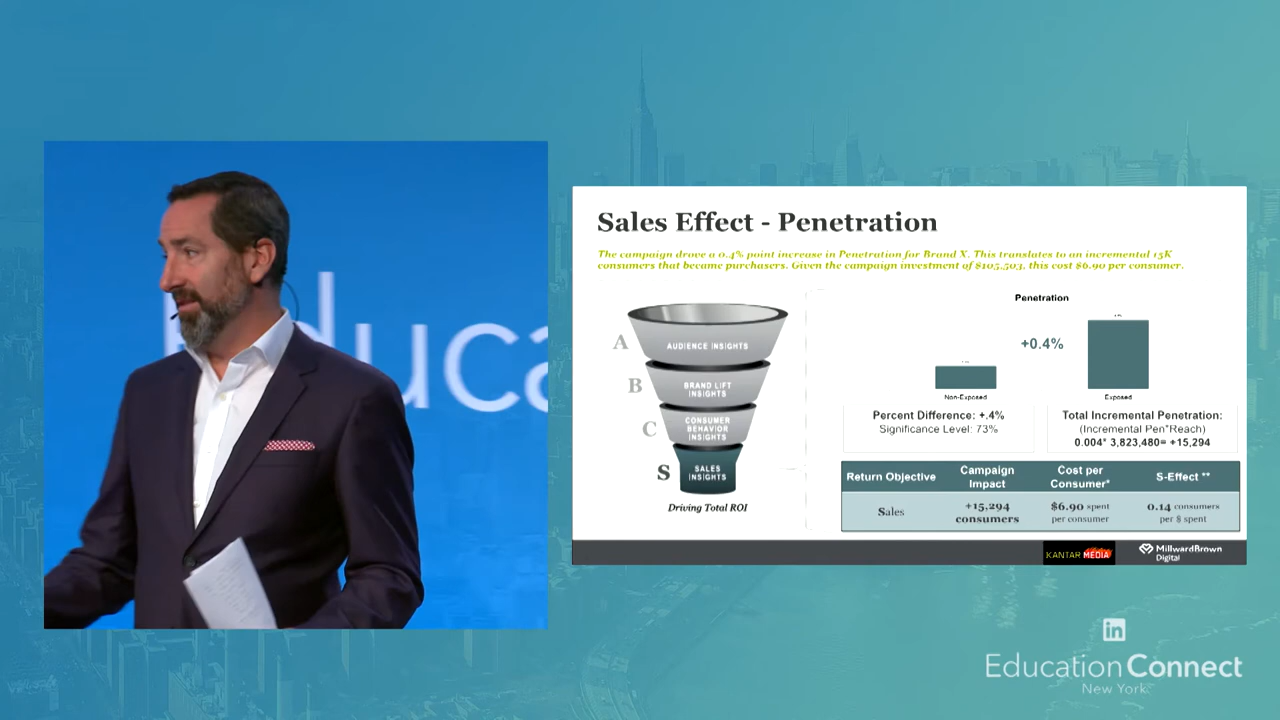 Educa
Sales Effect - Penetration
The campaign drove a 0.4% point increase in Penetration for Brand X. This translates to an incremental 15K
consumers that became purchasers. Given the campaign investment of $105,503, this cost $6.90 per consumer.
A
AUDIENCE INSIGHTS
B
BRAND LIFT
INSIGHTS
C
CONSUMER
BEHAVIOR
INSIGHTS
S
SALES
INSIGHTS
Driving Total ROI
Penetration
+0.4%
Non-Exposed
Exposed
Percent Difference: +.4%
Significance Level: 73%
Total Incremental Penetration:
(Incremental Pen*Reach)
0.004* 3,823,480= +15,294
Return Objective
Campaign
Impact
Cost per
Consumer*
S-Effect **
Sales
+15,294
consumers
$6.90 spent
per consumer
0.14 consumers
per $ spent
KANTAR MEDIA
MillwardBrown
Digital
in
Education Connect
New York